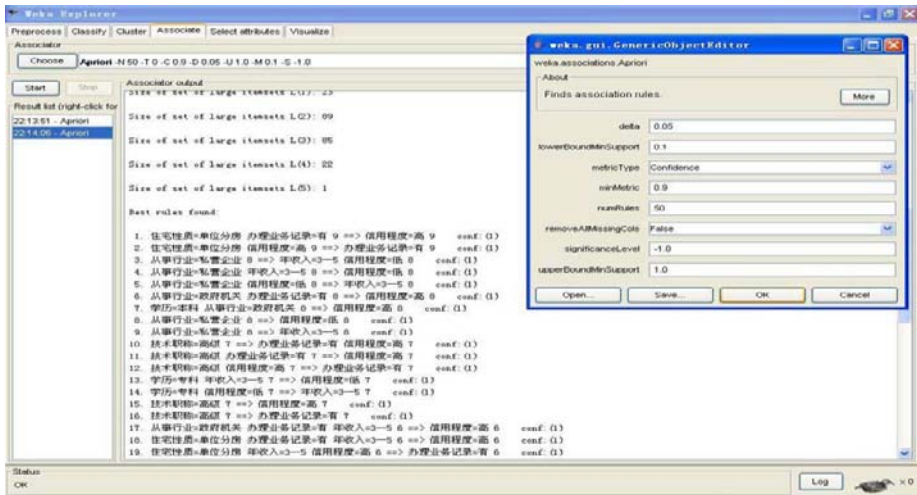 Weka Explorer
Preprocess Classify Cluster Associate Select attributes Visualize
Associator
Choose Apriori -N 50 -T 0 -C 0.9 -D 0.05 -U 1.0 -M 0.1 -S -1.0
Start Stop
Result list (right-click for
22:13:51 - Apriori
22:14:06 - Apriori
Associator output
Size of set of large itemsets L(1): 23
Size of set of large itemsets L(2): 89
Size of set of large itemsets L(3): 85
Size of set of large itemsets L(4): 22
Size of set of large itemsets L(5): 1
Best rules found:
1. 住宅性质=单位分房 办理业务记录=有 9 ==> 信用程度=高 9 conf:(1)
2. 住宅性质=单位分房 信用程度=高 9 ==> 办理业务记录=有 9 conf:(1)
3. 从事行业=私营企业 8 ==> 年收入=3—5 信用程度=低 8 conf:(1)
4. 从事行业=私营企业 年收入=3—5 8 ==> 信用程度=低 8 conf:(1)
5. 从事行业=私营企业 信用程度=低 8 ==> 年收入=3—5 8 conf:(1)
6. 从事行业=政府机关 办理业务记录=有 8 ==> 信用程度=高 8 conf:(1)
7. 学历=本科 从事行业=政府机关 8 ==> 信用程度=高 8 conf:(1)
8. 从事行业=私营企业 8 ==> 信用程度=低 8 conf:(1)
9. 从事行业=私营企业 8 ==> 年收入=3—5 8 conf:(1)
10. 技术职称=高级 7 ==> 办理业务记录=有 信用程度=高 7 conf:(1)
11. 技术职称=高级 办理业务记录=有 7 ==> 信用程度=高 7 conf:(1)
12. 技术职称=高级 信用程度=高 7 ==> 办理业务记录=有 7 conf:(1)
13. 学历=专科 年收入=3—5 7 ==> 信用程度=低 7 conf:(1)
14. 学历=专科 信用程度=低 7 ==> 年收入=3—5 7 conf:(1)
15. 技术职称=高级 7 ==> 信用程度=高 7 conf:(1)
16. 技术职称=高级 7 ==> 办理业务记录=有 7 conf:(1)
17. 从事行业=政府机关 办理业务记录=有 年收入=3—5 6 ==> 信用程度=高 6 conf:(1)
18. 住宅性质=单位分房 办理业务记录=有 年收入=3—5 6 ==> 信用程度=高 6 conf:(1)
19. 住宅性质=单位分房 年收入=3—5 信用程度=高 6 ==> 办理业务记录=有 6 conf:(1)
weka.gui.GenericObjectEditor
weka.associations.Apriori
About
Finds association rules.
More
delta 0.05
lowerBoundMinSupport 0.1
metricType Confidence
minMetric 0.9
numRules 50
removeAllMissingCols False
significanceLevel -1.0
upperBoundMinSupport 1.0
Open... Save... OK Cancel
Status
OK
Log x 0